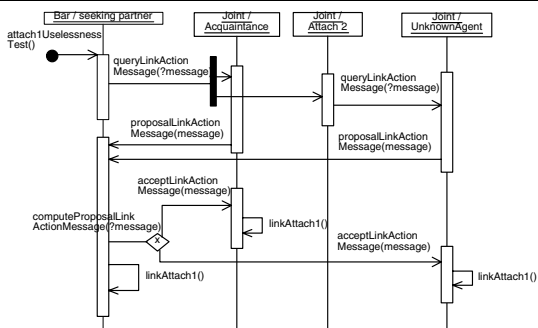 Bar / seeking partner
Joint /
Acquaintance
Joint /
Attach 2
Joint /
UnknownAgent
attach1Uselessness
Test()
queryLinkAction
Message(?message)
queryLinkAction
Message(?message)
proposalLinkAction
Message(message)
proposalLinkAction
Message(message)
acceptLinkAction
Message(message)
computeProposalLink
ActionMessage(?message)
x
linkAttach1()
acceptLinkAction
Message(message)
linkAttach1()
linkAttach1()